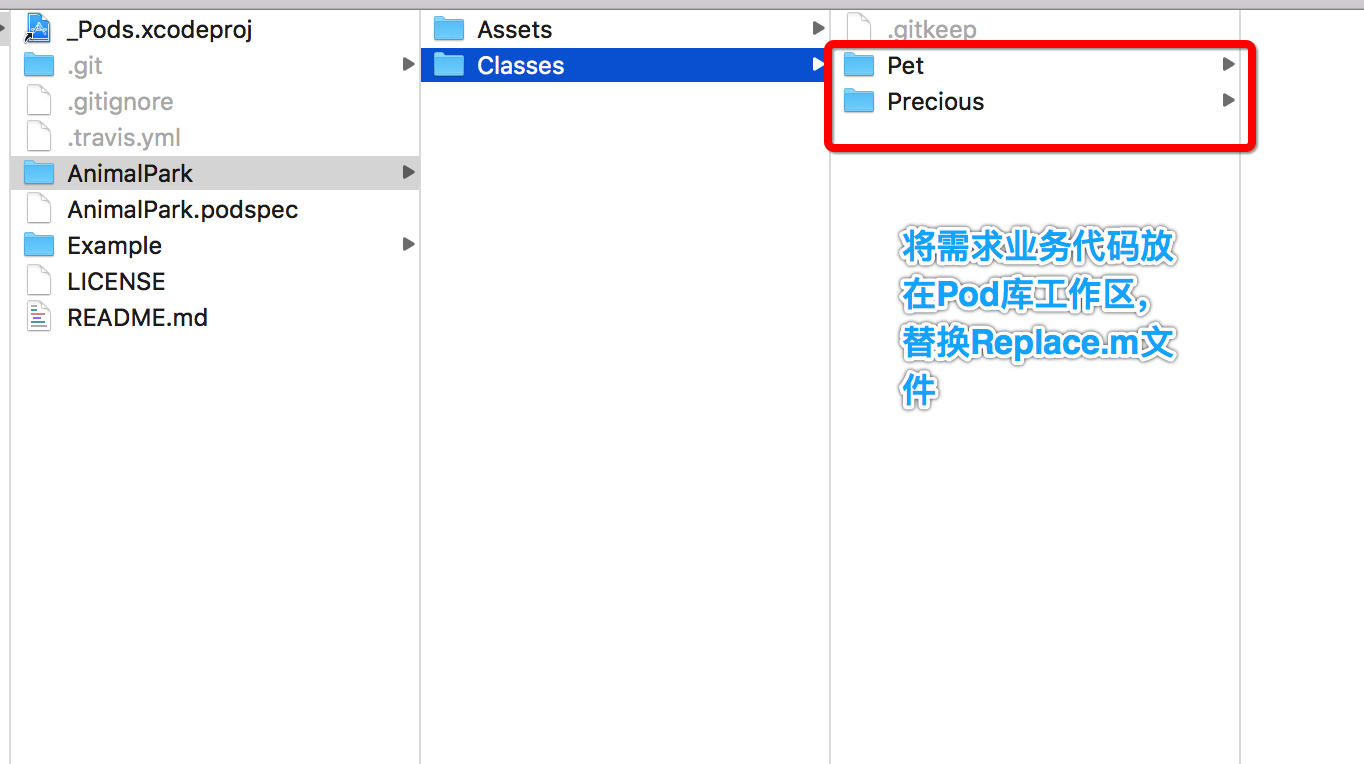 _Pods.xcodeproj
.git
.gitignore
.travis.yml
AnimalPark
AnimalPark.podspec
Example
LICENSE
README.md
Assets
Classes
.gitkeep
Pet
Precious
将需求业务代码放
在Pod库工作区，
替换Replace.m文
件